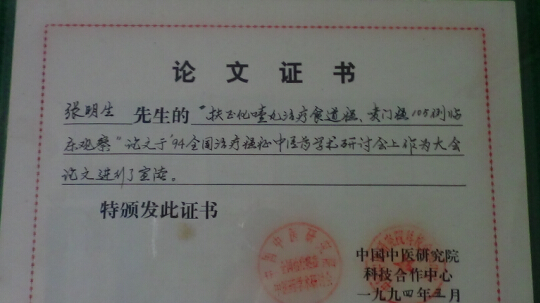 论文证书
张明生 先生的"扶正化噎丸治疗食道癌、贲门癌105例临
床观察"论文于'94全国治疗癌症中医药学术研讨会上作为大会
论文进行了宣读。
特颁发此证书
中国中医研究院
科技合作中心
一九九四年 月